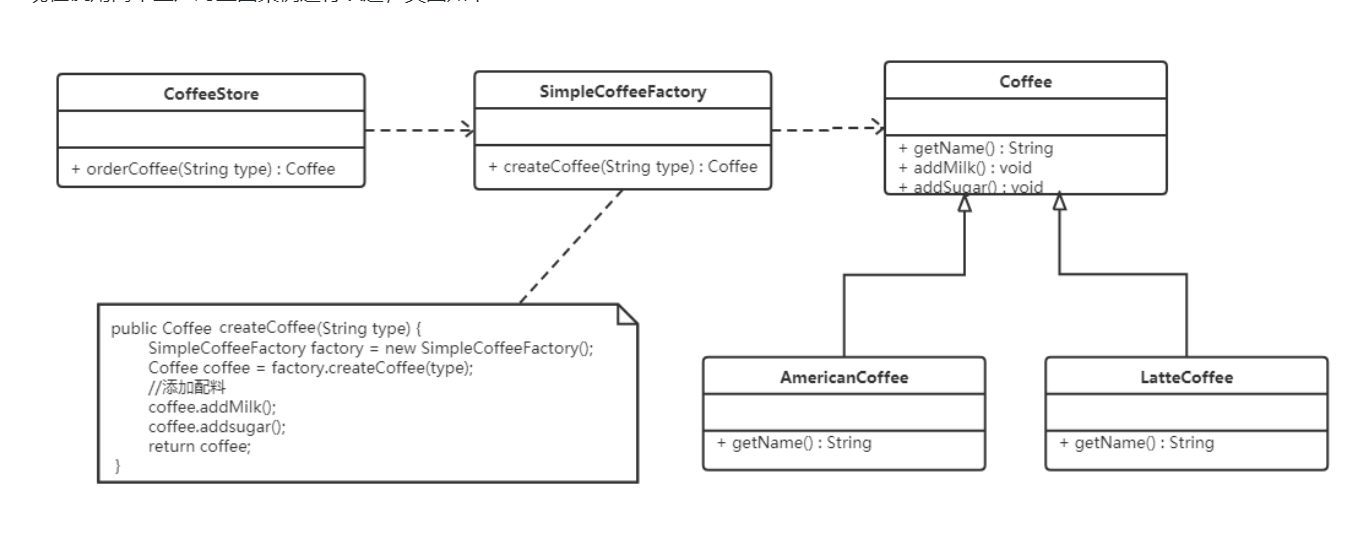 CoffeeStore
+ orderCoffee(String type) : Coffee
SimpleCoffeeFactory
+ createCoffee(String type) : Coffee
Coffee
+ getName() : String
+ addMilk() : void
+ addSugar() : void
public Coffee createCoffee(String type) {
SimpleCoffeeFactory factory = new SimpleCoffeeFactory();
Coffee coffee = factory.createCoffee(type);
//添加配料
coffee.addMilk();
coffee.addsugar();
return coffee;
}
AmericanCoffee
+ getName() : String
LatteCoffee
+ getName() : String